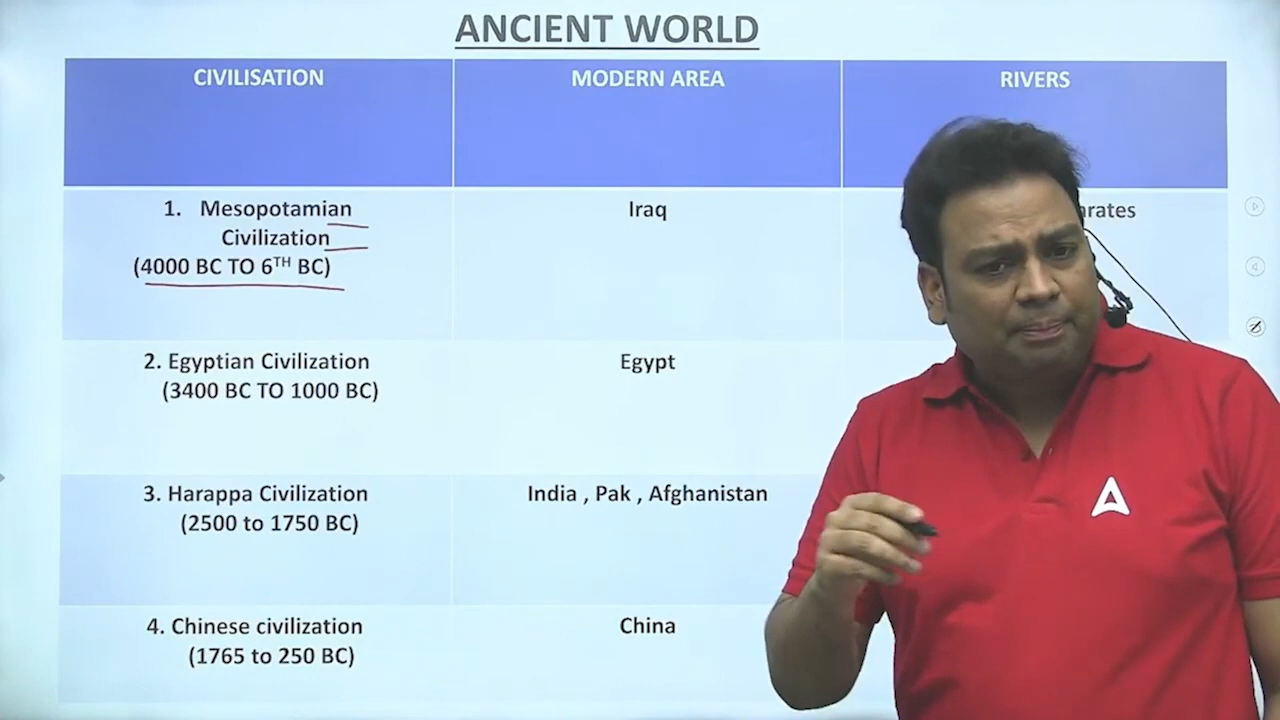 ANCIENT WORLD
CIVILISATION
MODERN AREA
RIVERS
1. Mesopotamian
Civilization
(4000 BC TO 6TH BC)
Iraq
2. Egyptian Civilization
(3400 BC TO 1000 BC)
Egypt
3. Harappa Civilization
(2500 to 1750 BC)
India , Pak , Afghanistan
4. Chinese civilization
(1765 to 250 BC)
China